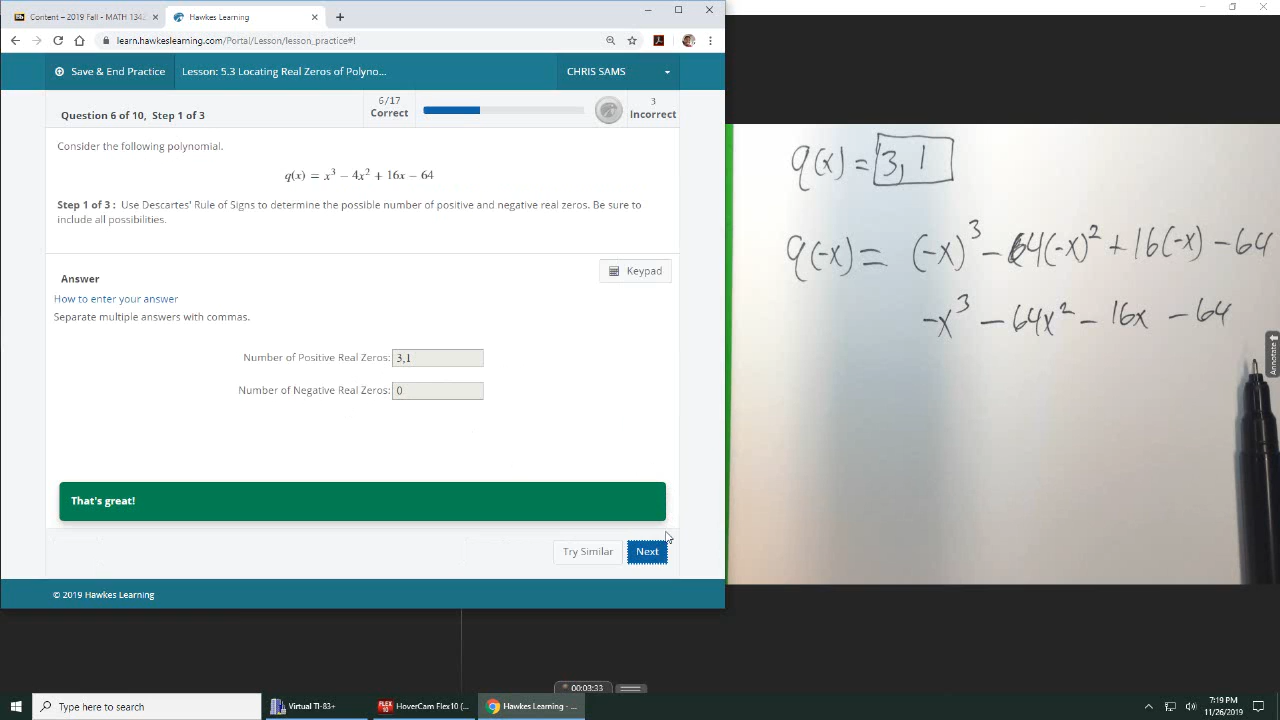 Content – 2019 Fall - MATH 134
Hawkes Learning
learn.hawkeslearning.com/Portal/Lesson/lesson_practice#!
Save & End Practice
Lesson: 5.3 Locating Real Zeros of Polyno...
CHRIS SAMS
Question 6 of 10, Step 1 of 3
6/17
Correct
3
Incorrect
Consider the following polynomial.
q(x) = x³ − 4x² + 16x − 64
Step 1 of 3 : Use Descartes' Rule of Signs to determine the possible number of positive and negative real zeros. Be sure to
include all possibilities.
Answer
Keypad
How to enter your answer
Separate multiple answers with commas.
Number of Positive Real Zeros: 3,1
Number of Negative Real Zeros: 0
That's great!
Try Similar
Next
© 2019 Hawkes Learning
q(x) = 3, 1
q(-x) = (-x)³ - 64(-x)² + 16(-x) - 64
-x³ - 64x² - 16x - 64
Annotate
00:03:33
Type here to search
Virtual TI-83+
HoverCam Flex10 (...
Hawkes Learning - ...
7:19 PM
11/26/2019